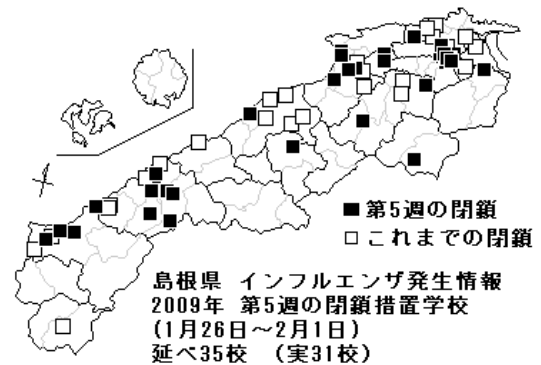 ■第5週の閉鎖
□これまでの閉鎖
島根県 インフルエンザ発生情報
2009年 第5週の閉鎖措置学校
(1月26日～2月1日)
延べ35校 (実31校)